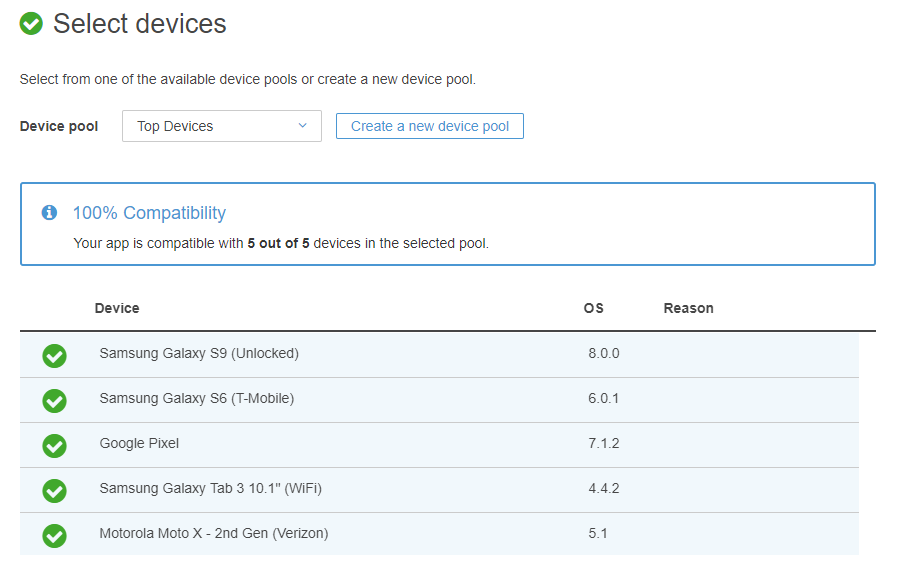 Select devices
Select from one of the available device pools or create a new device pool.
Device pool Top Devices Create a new device pool
100% Compatibility
Your app is compatible with 5 out of 5 devices in the selected pool.
Device OS Reason
Samsung Galaxy S9 (Unlocked) 8.0.0
Samsung Galaxy S6 (T-Mobile) 6.0.1
Google Pixel 7.1.2
Samsung Galaxy Tab 3 10.1" (WiFi) 4.4.2
Motorola Moto X - 2nd Gen (Verizon) 5.1